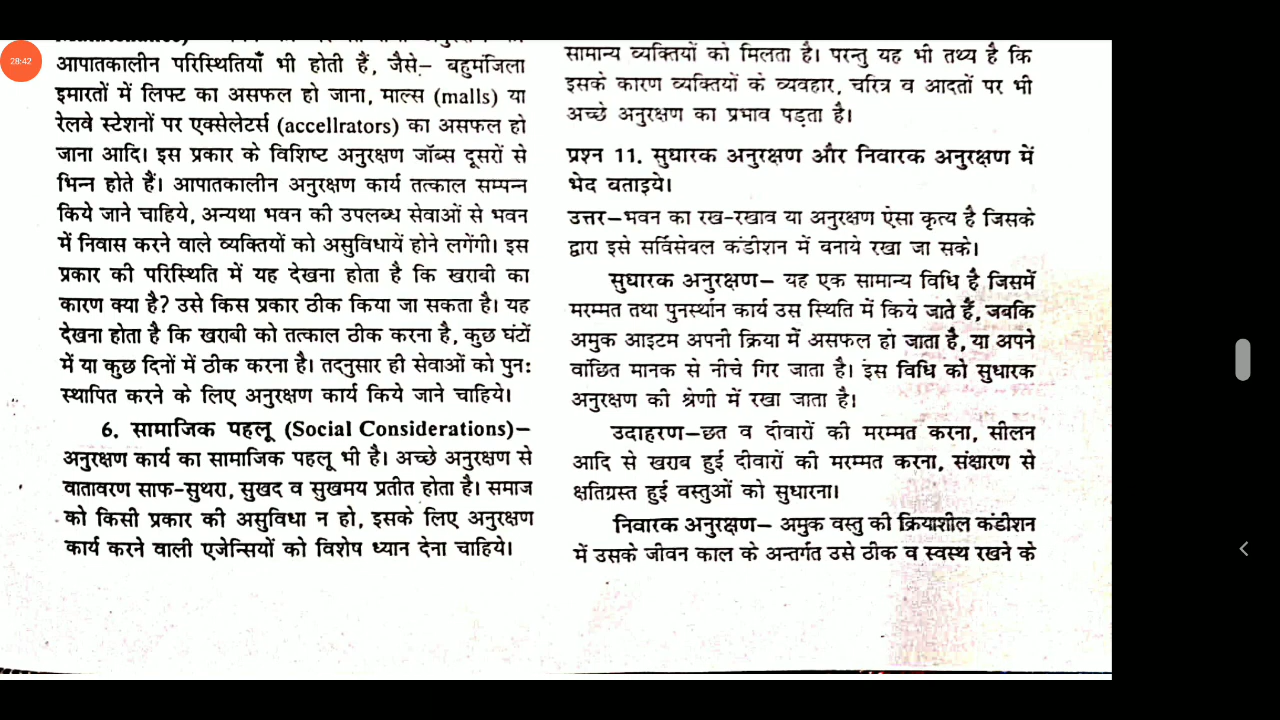 28:42
आपातकालीन परिस्थितियाँ भी होती हैं, जैसे– बहुमंजिला
इमारतों में लिफ्ट का असफल हो जाना, माल्स (malls) या
रेलवे स्टेशनों पर एक्सेलेटर्स (accellrators) का असफल हो
जाना आदि। इस प्रकार के विशिष्ट अनुरक्षण जॉब्स दूसरों से
भिन्न होते हैं। आपातकालीन अनुरक्षण कार्य तत्काल सम्पन्न
किये जाने चाहिये, अन्यथा भवन की उपलब्ध सेवाओं से भवन
में निवास करने वाले व्यक्तियों को असुविधायें होने लगेंगी। इस
प्रकार की परिस्थिति में यह देखना होता है कि खराबी का
कारण क्या है? उसे किस प्रकार ठीक किया जा सकता है। यह
देखना होता है कि खराबी को तत्काल ठीक करना है, कुछ घंटों
में या कुछ दिनों में ठीक करना है। तदनुसार ही सेवाओं को पुन:
स्थापित करने के लिए अनुरक्षण कार्य किये जाने चाहिये।
6. सामाजिक पहलू (Social Considerations)–
अनुरक्षण कार्य का सामाजिक पहलू भी है। अच्छे अनुरक्षण से
वातावरण साफ-सुथरा, सुखद व सुखमय प्रतीत होता है। समाज
को किसी प्रकार की असुविधा न हो, इसके लिए अनुरक्षण
कार्य करने वाली एजेन्सियों को विशेष ध्यान देना चाहिये।
सामान्य व्यक्तियों को मिलता है। परन्तु यह भी तथ्य है कि
इसके कारण व्यक्तियों के व्यवहार, चरित्र व आदतों पर भी
अच्छे अनुरक्षण का प्रभाव पड़ता है।
प्रश्न 11. सुधारक अनुरक्षण और निवारक अनुरक्षण में
भेद बताइये।
उत्तर–भवन का रख-रखाव या अनुरक्षण ऐसा कृत्य है जिसके
द्वारा इसे सर्विसेबल कंडीशन में बनाये रखा जा सके।
सुधारक अनुरक्षण– यह एक सामान्य विधि है जिसमें
मरम्मत तथा पुनर्स्थान कार्य उस स्थिति में किये जाते हैं, जबकि
अमुक आइटम अपनी क्रिया में असफल हो जाता है, या अपने
वांछित मानक से नीचे गिर जाता है। इस विधि को सुधारक
अनुरक्षण की श्रेणी में रखा जाता है।
उदाहरण–छत व दीवारों की मरम्मत करना, सीलन
आदि से खराब हुई दीवारों की मरम्मत करना, संक्षारण से
क्षतिग्रस्त हुई वस्तुओं को सुधारना।
निवारक अनुरक्षण– अमुक वस्तु की क्रियाशील कंडीशन
में उसके जीवन काल के अन्तर्गत उसे ठीक व स्वस्थ रखने के